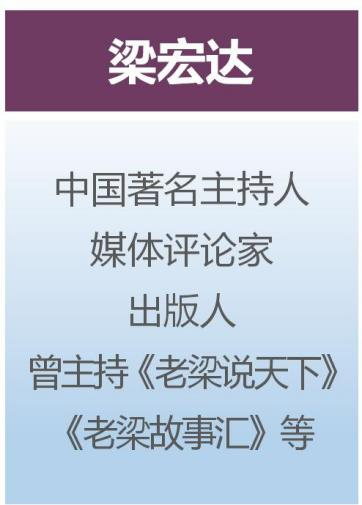 梁宏达
中国著名主持人
媒体评论家
出版人
曾主持《老梁说天下》
《老梁故事汇》等